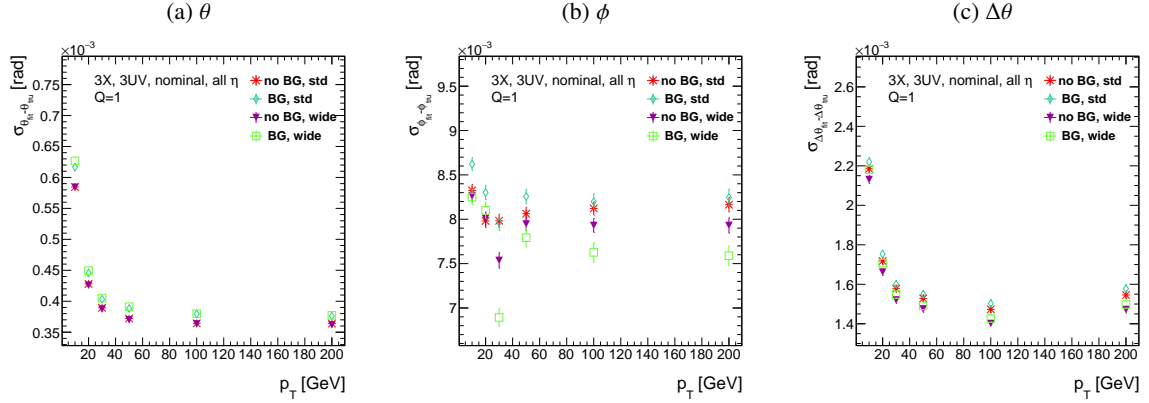 (a) θ
(b) ϕ
(c) Δθ
×10⁻³
σ_θfit-θtru [rad]
3X, 3UV, nominal, all η
Q=1
no BG, std
BG, std
no BG, wide
BG, wide
0.75
0.7
0.65
0.6
0.55
0.5
0.45
0.4
0.35
20 40 60 80 100 120 140 160 180 200
p_T [GeV]
×10⁻³
σ_ϕfit-ϕtru [rad]
3X, 3UV, nominal, all η
Q=1
no BG, std
BG, std
no BG, wide
BG, wide
9.5
9
8.5
8
7.5
7
20 40 60 80 100 120 140 160 180 200
p_T [GeV]
×10⁻³
σ_Δθfit-Δθtru [rad]
3X, 3UV, nominal, all η
Q=1
no BG, std
BG, std
no BG, wide
BG, wide
2.6
2.4
2.2
2
1.8
1.6
1.4
20 40 60 80 100 120 140 160 180 200
p_T [GeV]